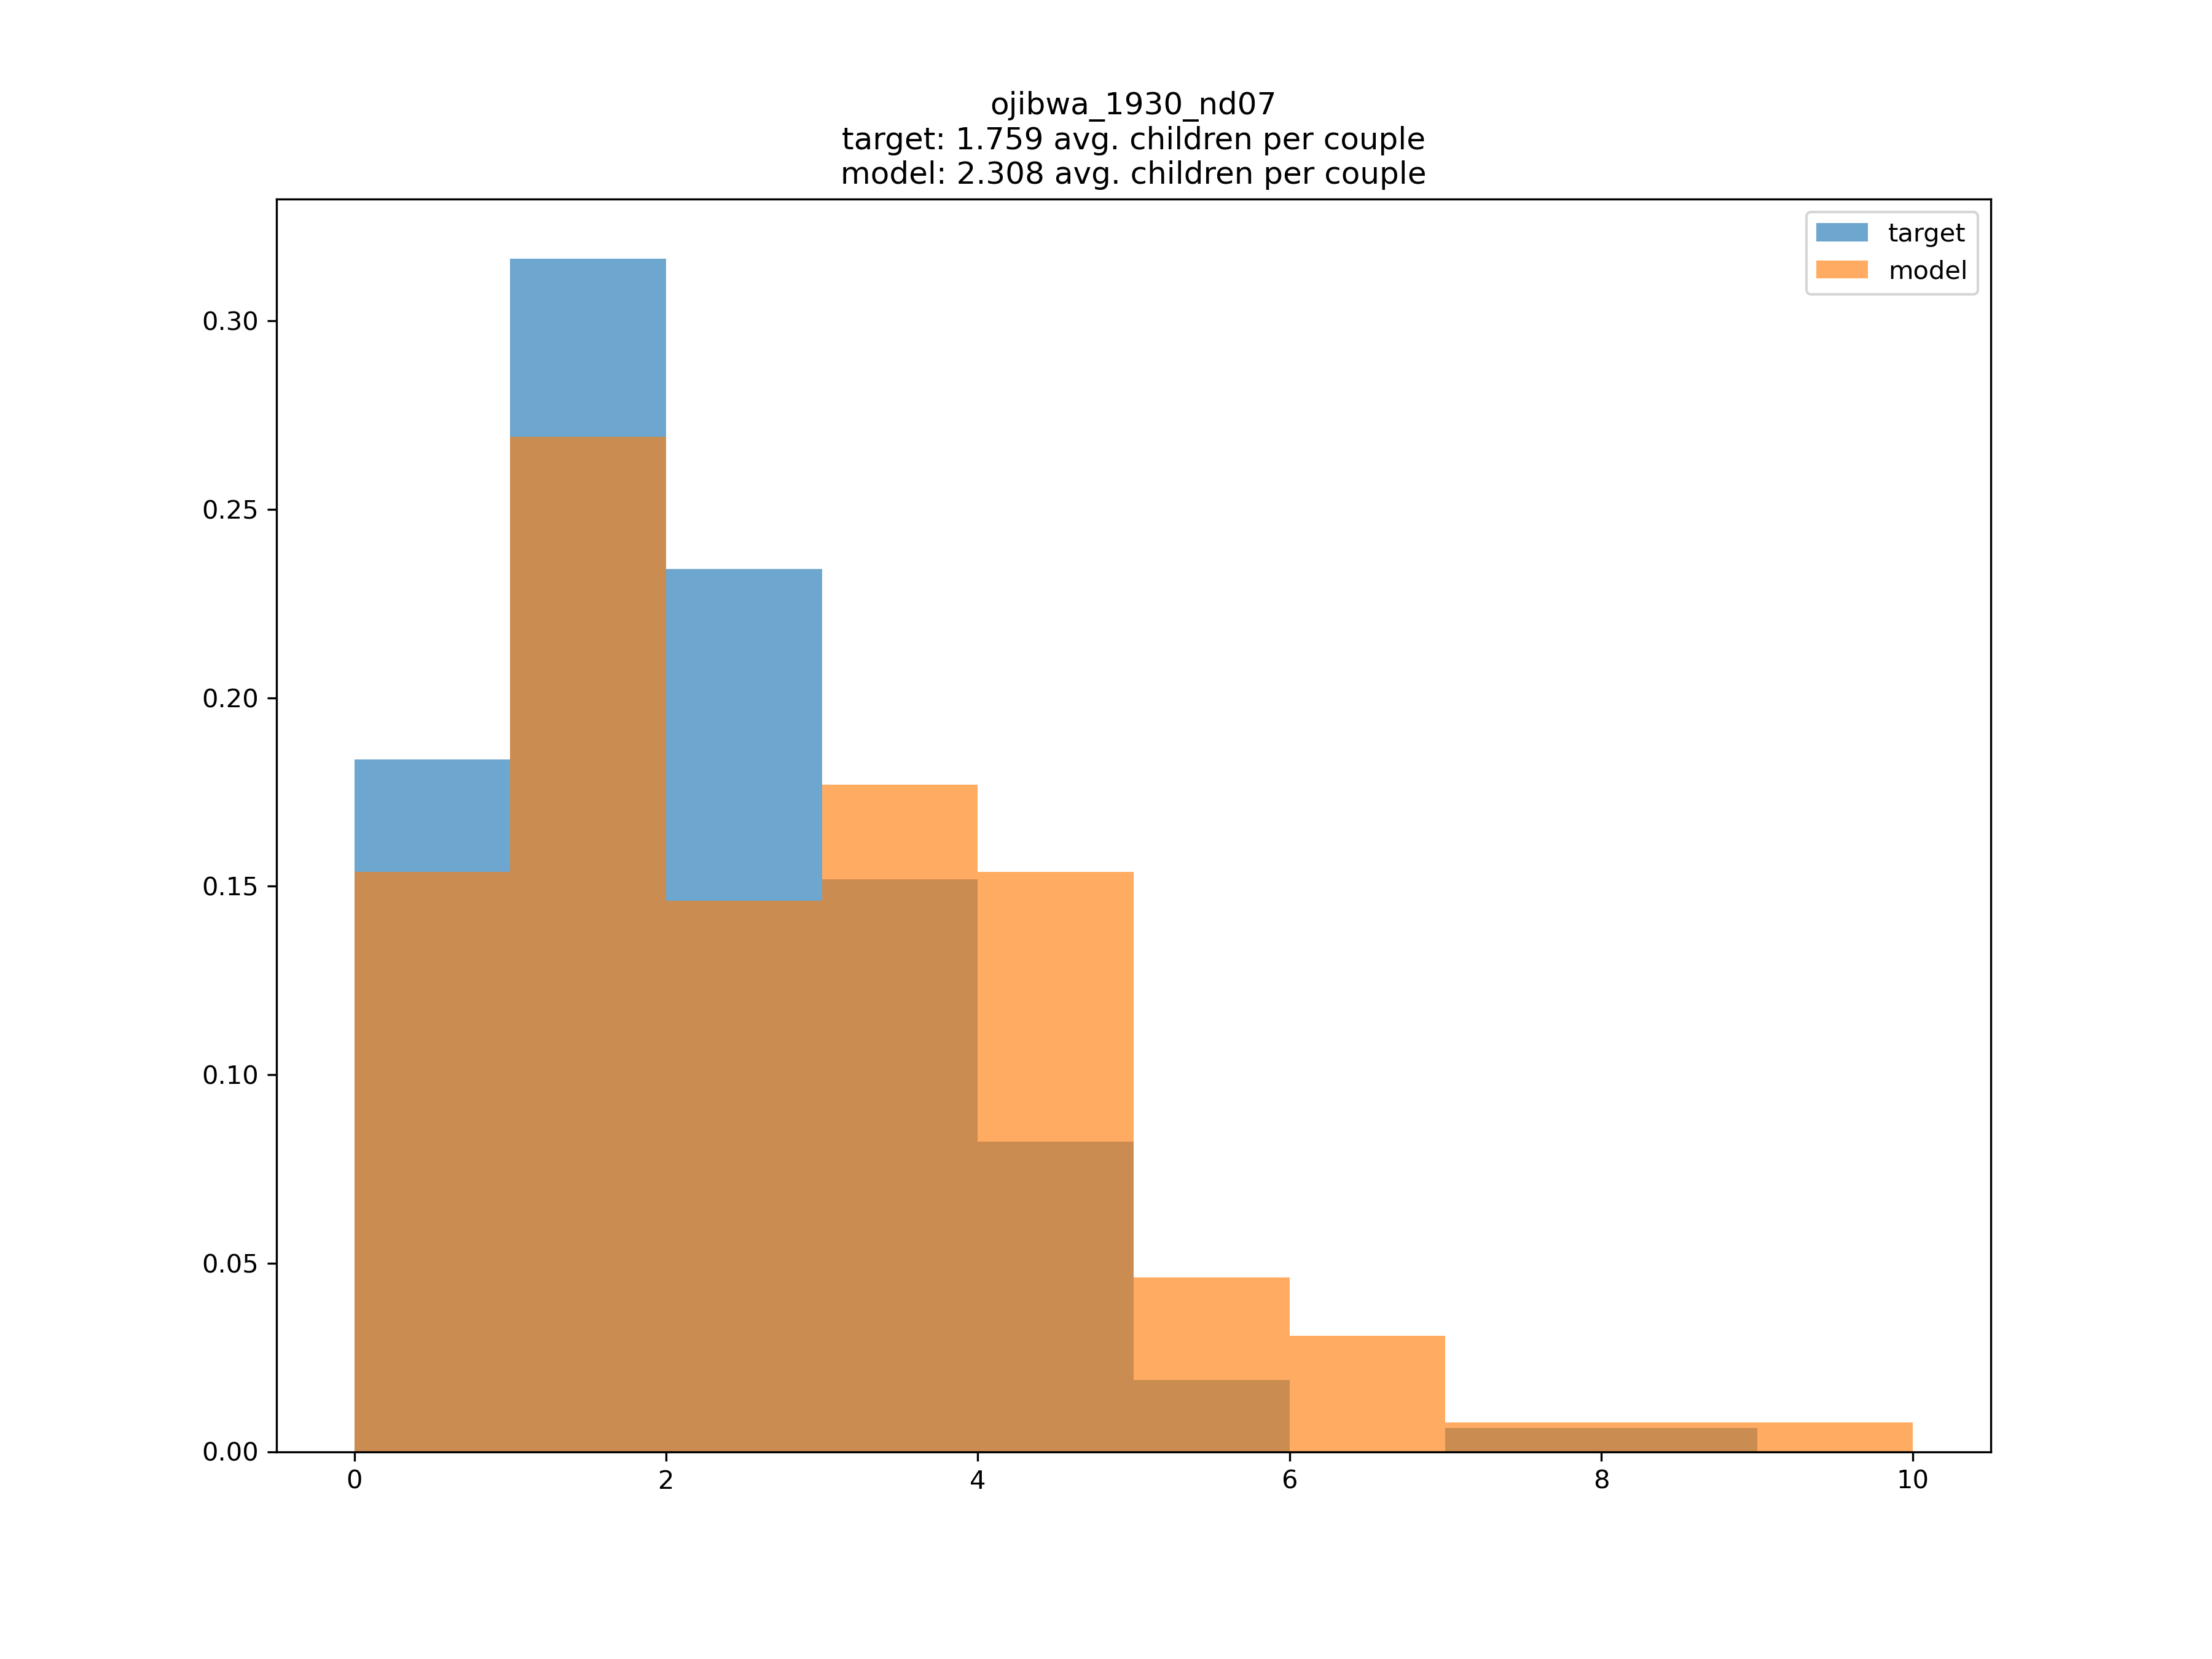 ojibwa_1930_nd07
target: 1.759 avg. children per couple
model: 2.308 avg. children per couple
target
model
0.30
0.25
0.20
0.15
0.10
0.05
0.00
0 2 4 6 8 10